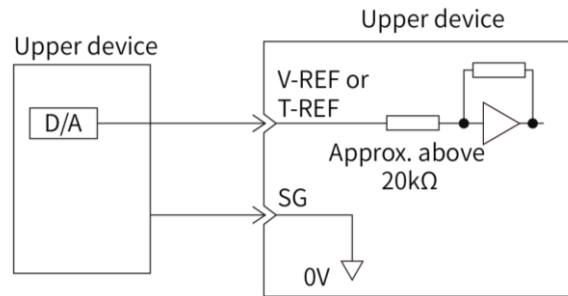 Upper device
Upper device
V-REF or
T-REF
D/A
Approx. above
20kΩ
SG
0V